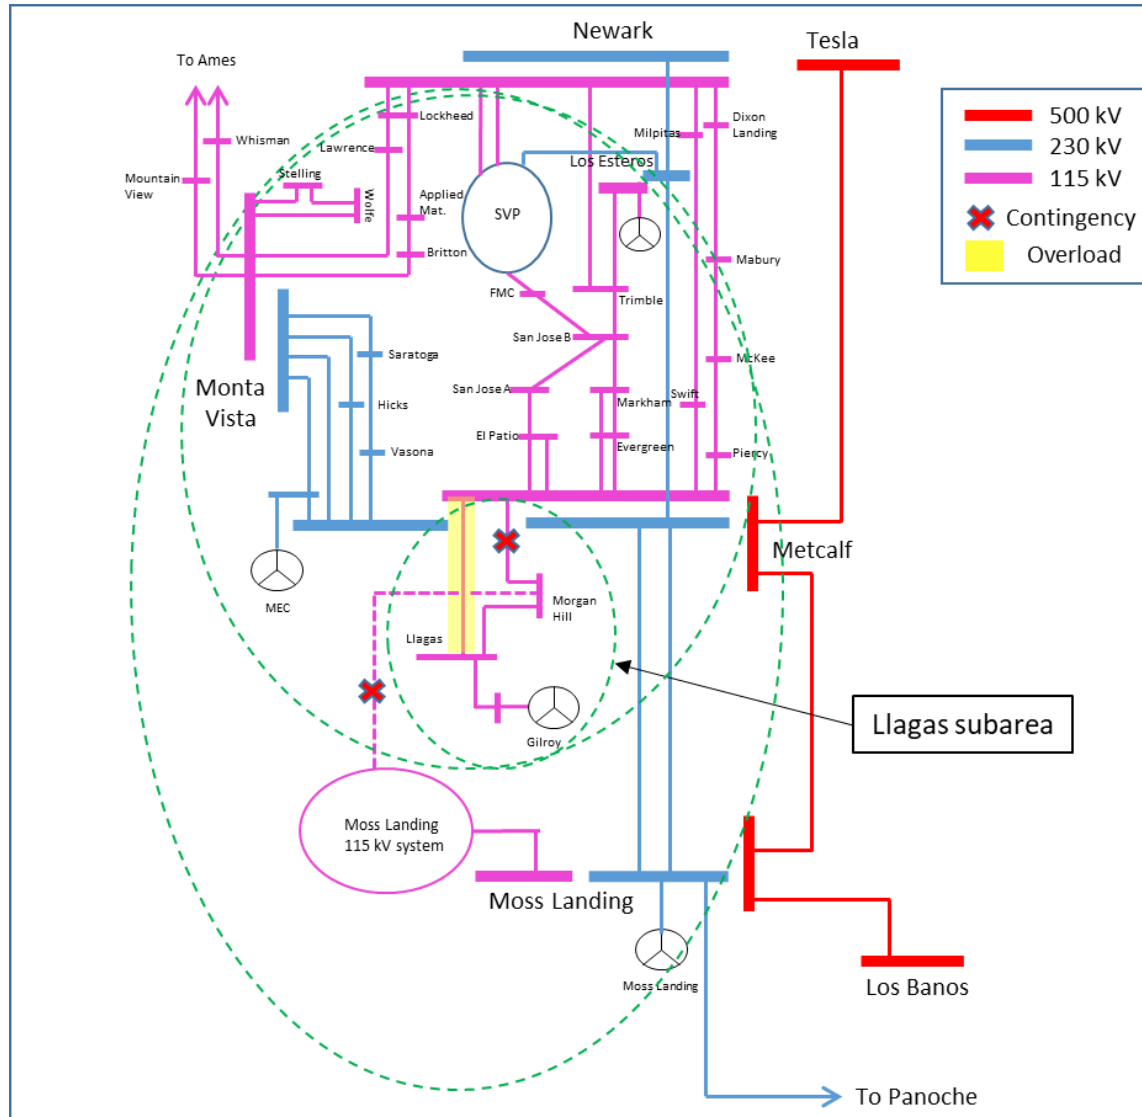 Newark
Tesla
To Ames
500 kV
230 kV
115 kV
Contingency
Overload
Lockheed
Dixon
Landing
Milpitas
Whisman
Lawrence
Los Esteros
Mountain
View
Stelling
Wolfe
Applied
Mat.
SVP
Britton
Mabury
FMC
Trimble
San Jose B
Saratoga
McKee
Monta
Vista
San Jose A
Markham
Swift
Hicks
El Patio
Evergreen
Vasona
Piercy
Metcalf
MEC
Morgan
Hill
Llagas
Llagas subarea
Gilroy
Moss Landing
115 kV system
Moss Landing
Moss Landing
Los Banos
To Panoche